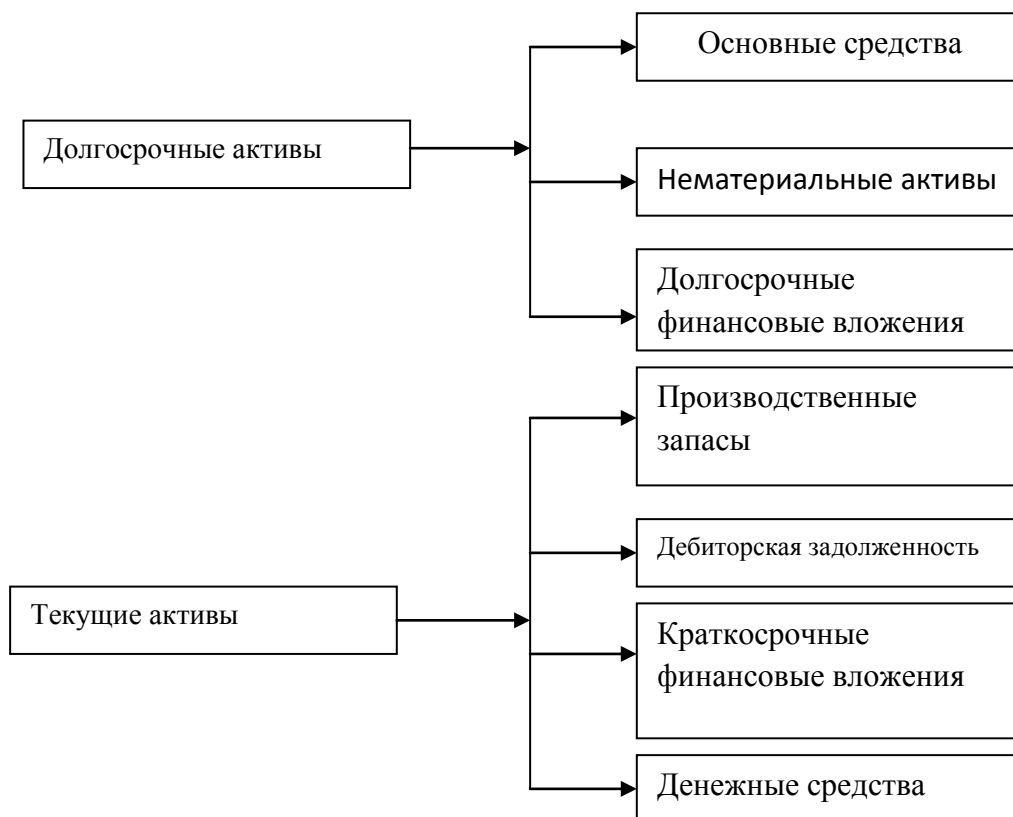 Основные средства
Долгосрочные активы
Нематериальные активы
Долгосрочные
финансовые вложения
Производственные
запасы
Дебиторская задолженность
Текущие активы
Краткосрочные
финансовые вложения
Денежные средства